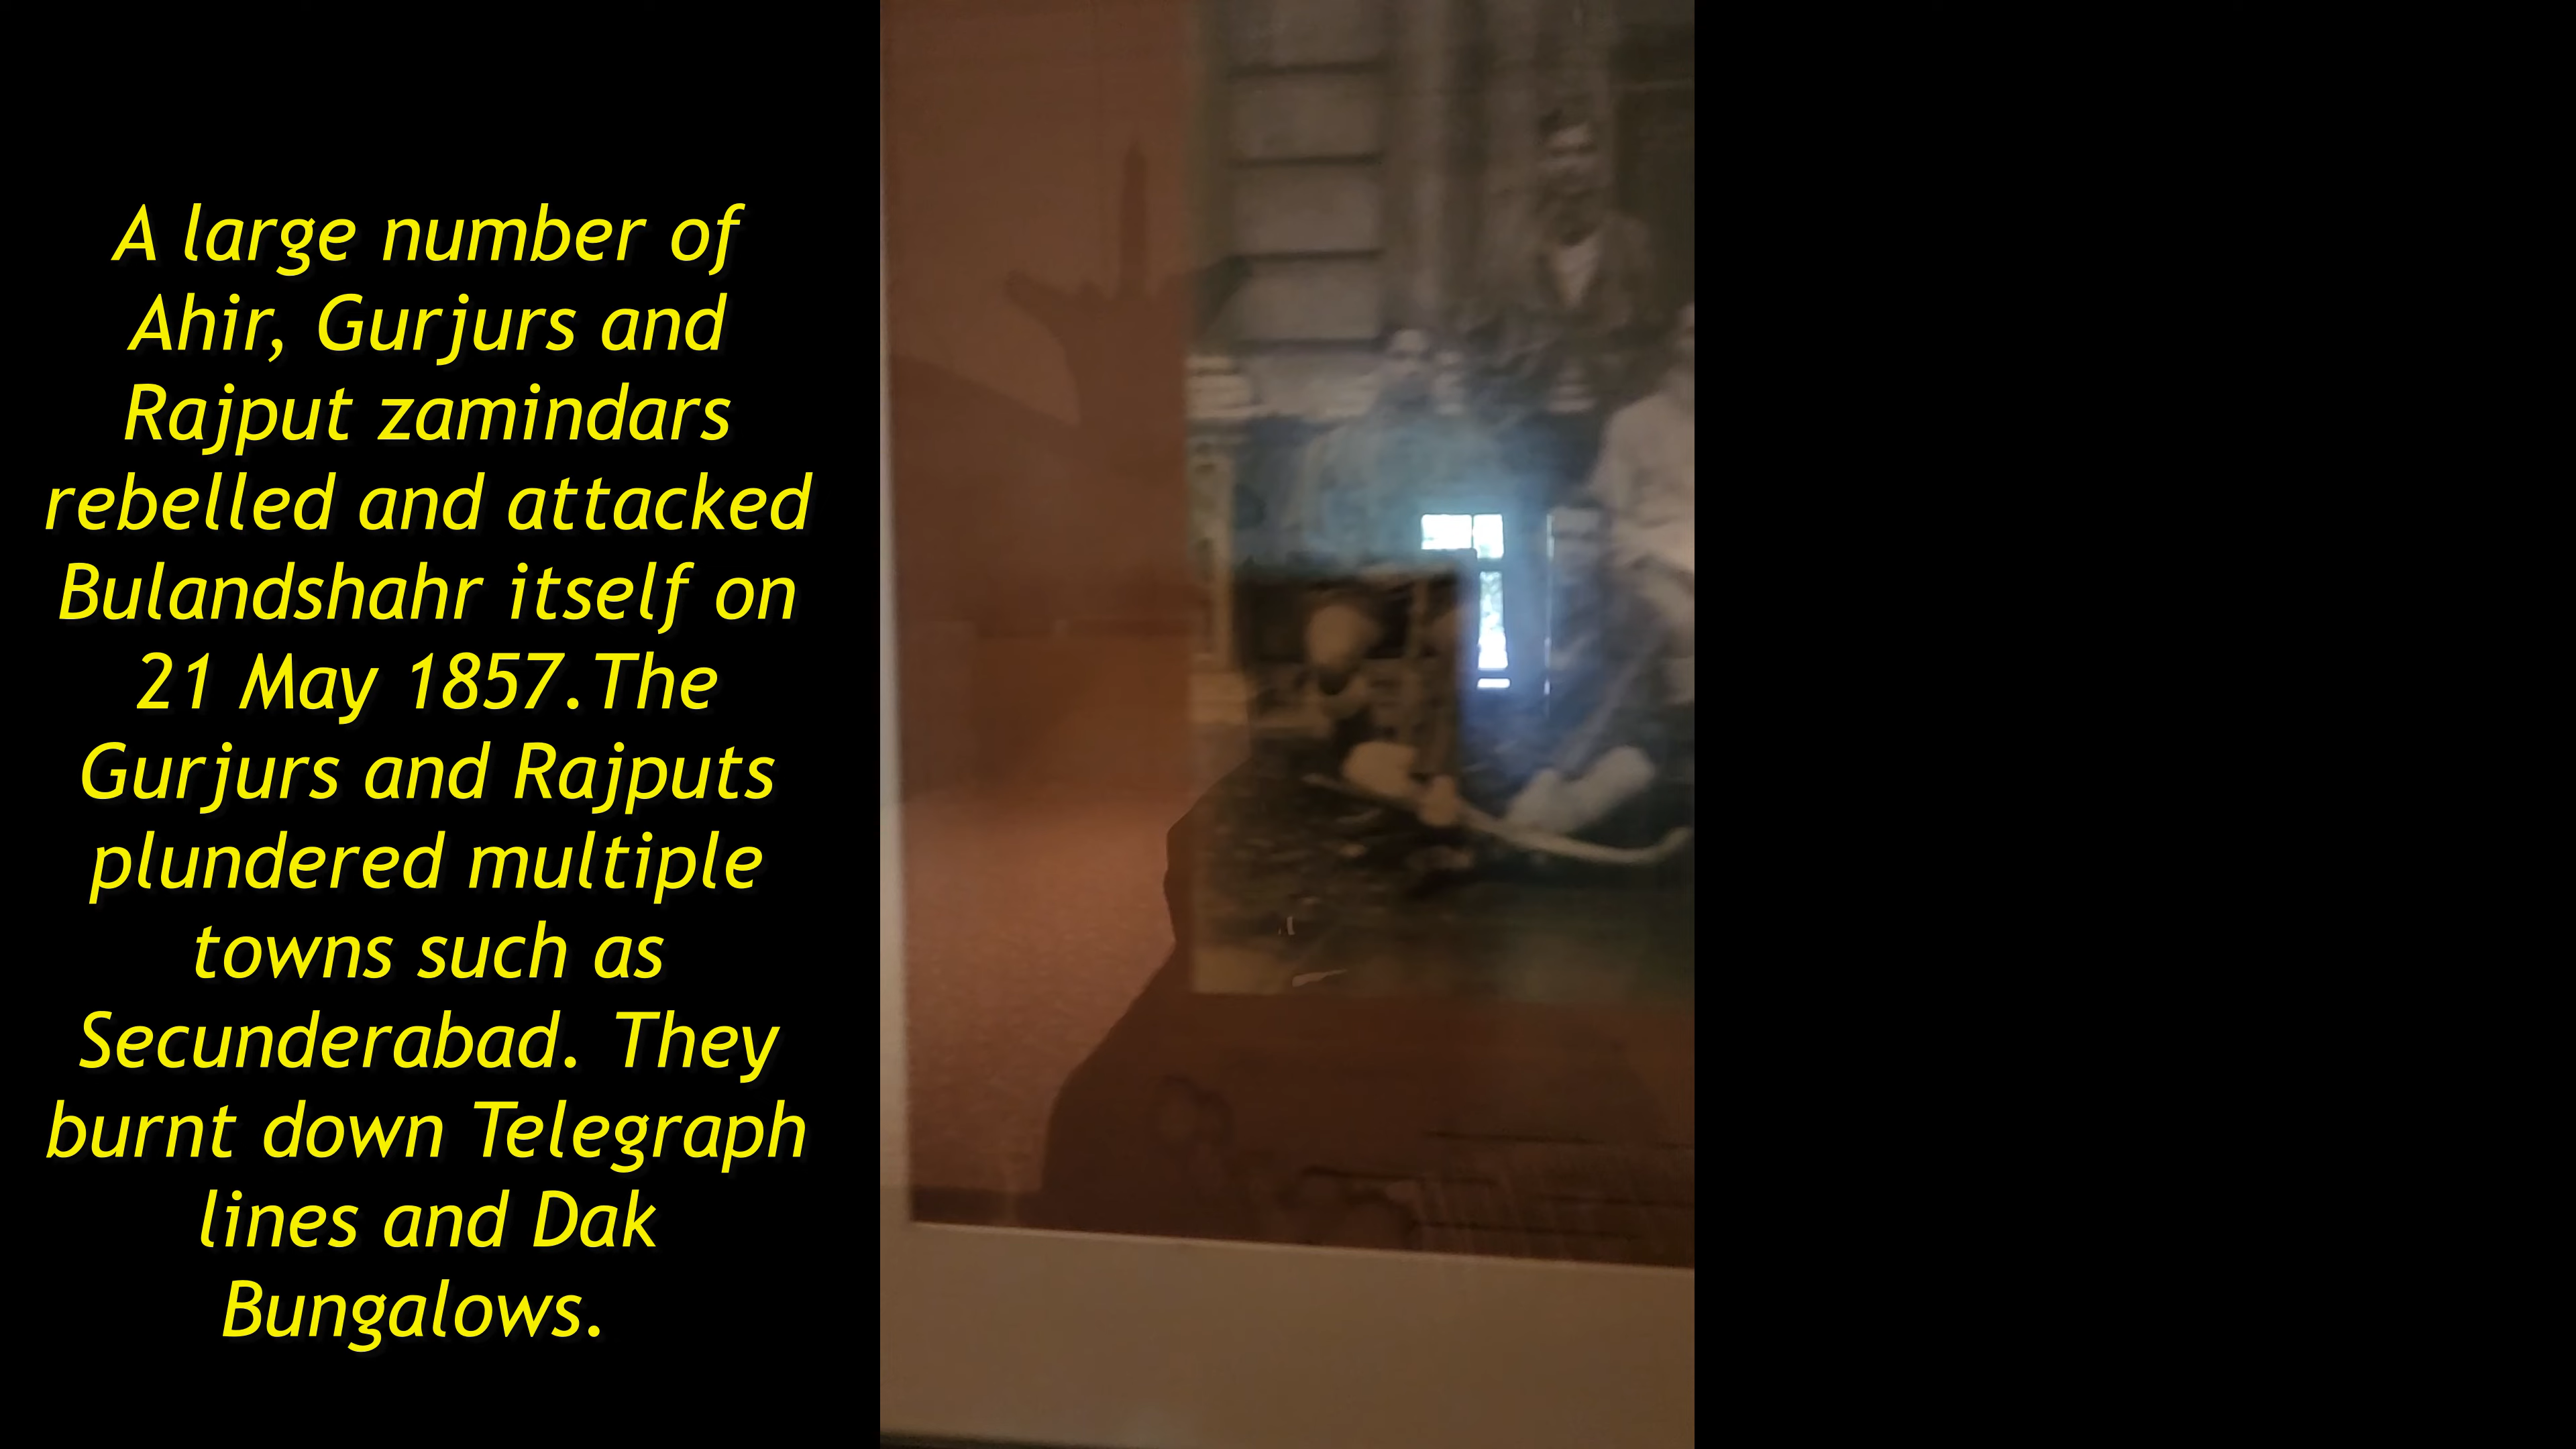 A large number of
Ahir, Gurjurs and
Rajput zamindars
rebelled and attacked
Bulandshahr itself on
21 May 1857.The
Gurjurs and Rajputs
plundered multiple
towns such as
Secunderabad. They
burnt down Telegraph
lines and Dak
Bungalows.